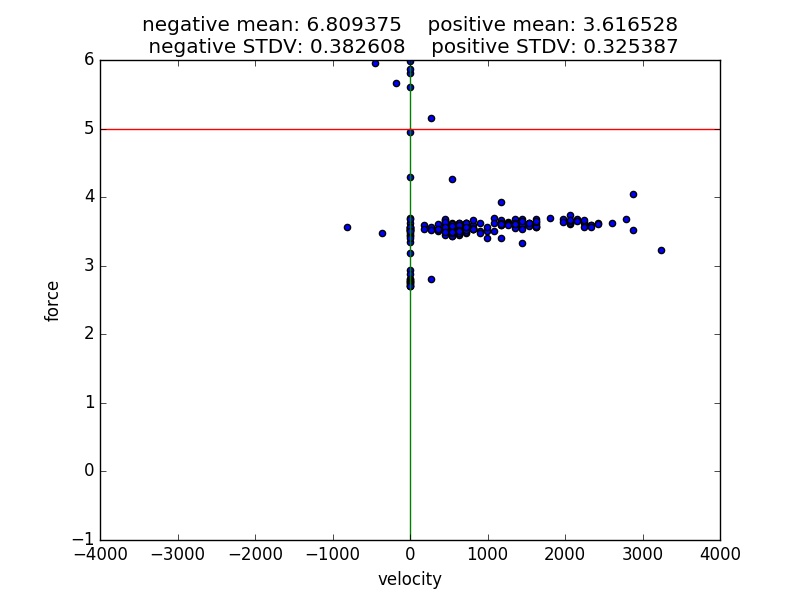 negative mean: 6.809375 positive mean: 3.616528
negative STDV: 0.382608 positive STDV: 0.325387
6
5
4
3
2
1
0
−1
force
−4000 −3000 −2000 −1000 0 1000 2000 3000 4000
velocity